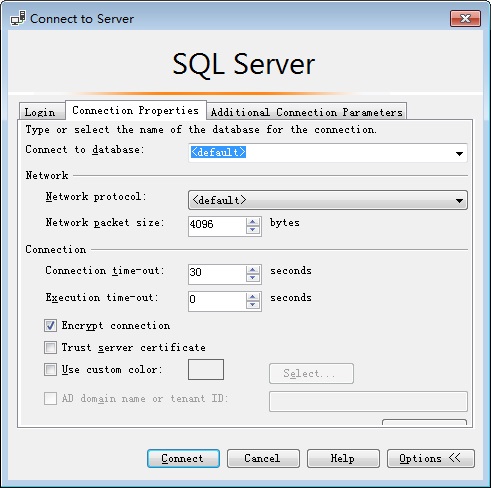 Connect to Server
SQL Server
Login Connection Properties Additional Connection Parameters
Type or select the name of the database for the connection.
Connect to database: <default>
Network
Network protocol: <default>
Network packet size: 4096 bytes
Connection
Connection time-out: 30 seconds
Execution time-out: 0 seconds
Encrypt connection
Trust server certificate
Use custom color: Select...
AD domain name or tenant ID:
Connect Cancel Help Options <<